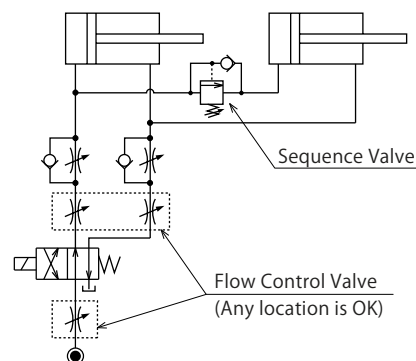 Sequence Valve
Flow Control Valve
(Any location is OK)